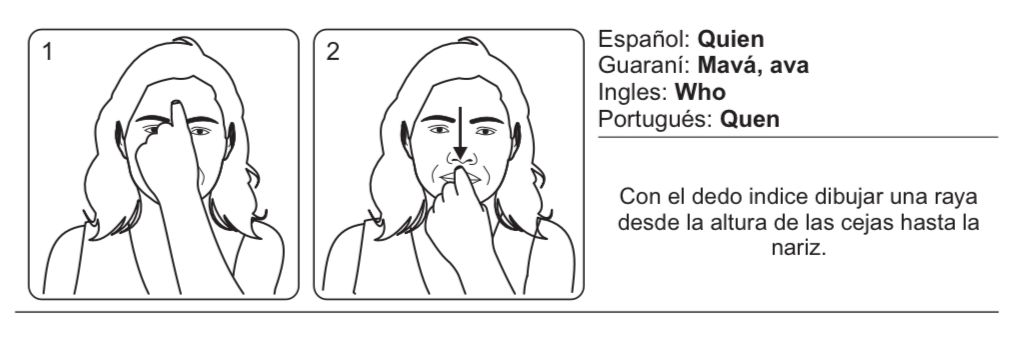 1
2
Español: Quien
Guaraní: Mavá, ava
Ingles: Who
Portugués: Quen
Con el dedo indice dibujar una raya
desde la altura de las cejas hasta la
nariz.